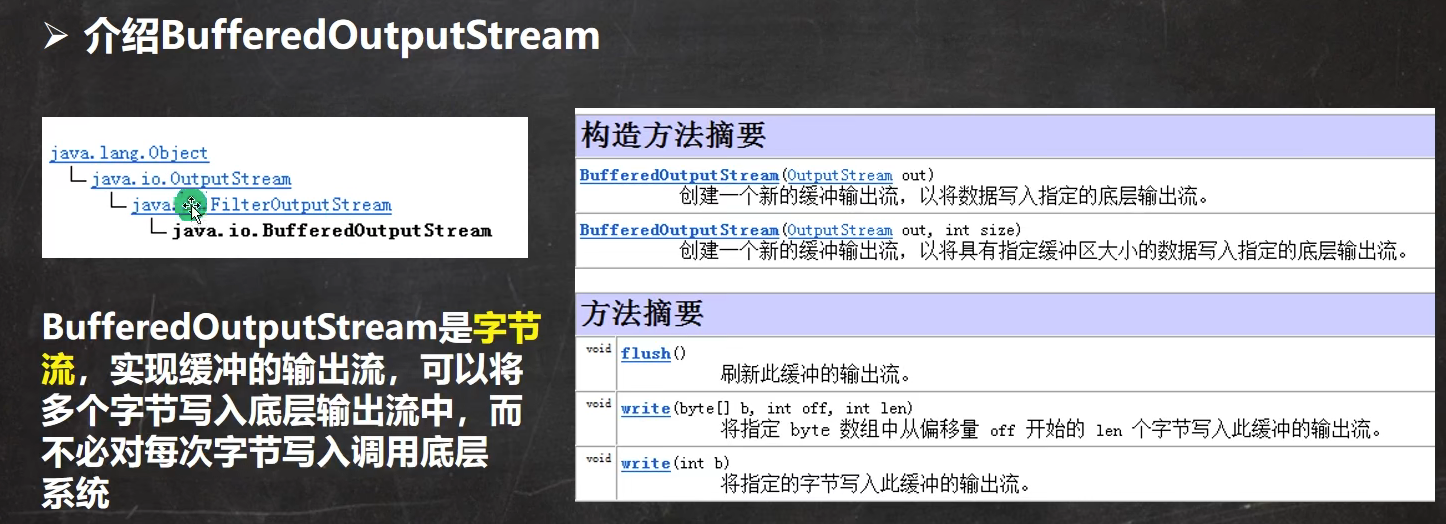 ➢ 介绍BufferedOutputStream
java.lang.Object
java.io.OutputStream
java. FilterOutputStream
java.io.BufferedOutputStream
BufferedOutputStream是字节
流，实现缓冲的输出流，可以将
多个字节写入底层输出流中，而
不必对每次字节写入调用底层
系统
构造方法摘要
BufferedOutputStream(OutputStream out)
创建一个新的缓冲输出流，以将数据写入指定的底层输出流。
BufferedOutputStream(OutputStream out, int size)
创建一个新的缓冲输出流，以将具有指定缓冲区大小的数据写入指定的底层输出流。
方法摘要
void flush()
刷新此缓冲的输出流。
void write(byte[] b, int off, int len)
将指定 byte 数组中从偏移量 off 开始的 len 个字节写入此缓冲的输出流。
void write(int b)
将指定的字节写入此缓冲的输出流。